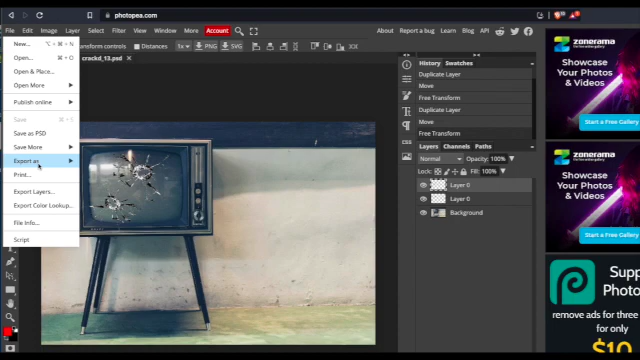 photopea.com
File Edit Image Layer Select Filter View Window More Account
About Report a bug Learn Blog
Transform controls Distances 1x PNG SVG
crackd_13.psd
New... ⌥ + ⌘ + N
Open... ⌘ + O
Open & Place...
Open More
Publish online
Save ⌘ + S
Save as PSD
Save More
Export as
Print...
Export Layers...
Export Color Lookup...
File Info...
Script
History Swatches
Duplicate Layer
Move
Free Transform
Duplicate Layer
Move
Free Transform
Layers Channels Paths
Normal Opacity: 100%
Lock: Fill: 100%
Layer 0
Layer 0
Background
zonerama
Showcase
Your Photos
& Videos
Start a Free
zonerama
Showcase
Your Photos
& Videos
Start a Free
Supp
Photo
remove ads for three
for only
$10